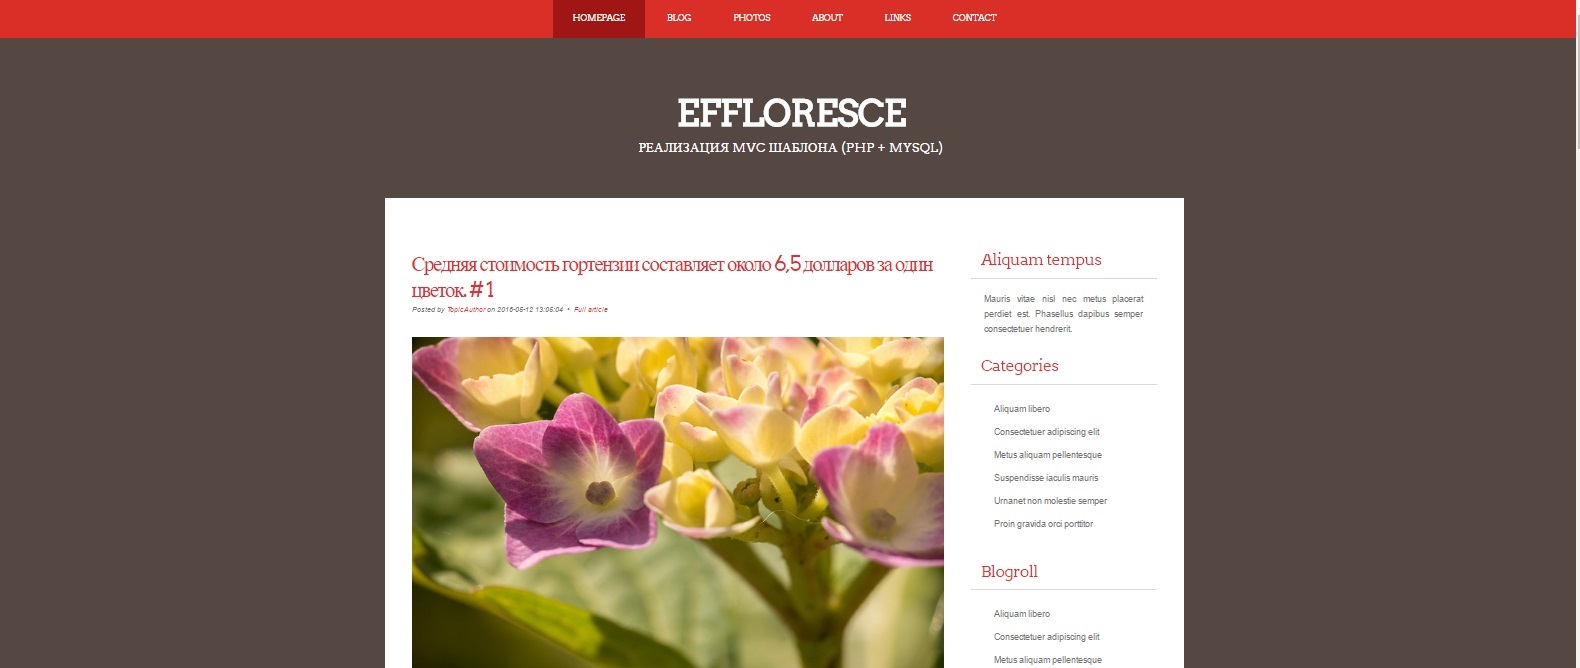 HOMEPAGE BLOG PHOTOS ABOUT LINKS CONTACT
EFFLORESCE
РЕАЛИЗАЦИЯ MVC ШАБЛОНА (PHP + MYSQL)
Средняя стоимость гортензии составляет около 6,5 долларов за один
цветок. #1
Posted by TopicAuthor on 2016-05-12 13:05:04 • Full article
Aliquam tempus
Mauris vitae nisl nec metus placerat
perdiet est. Phasellus dapibus semper
consectetuer hendrerit.
Categories
Aliquam libero
Consectetuer adipiscing elit
Metus aliquam pellentesque
Suspendisse iaculis mauris
Urnanet non molestie semper
Proin gravida orci porttitor
Blogroll
Aliquam libero
Consectetuer adipiscing elit
Metus aliquam pellentesque